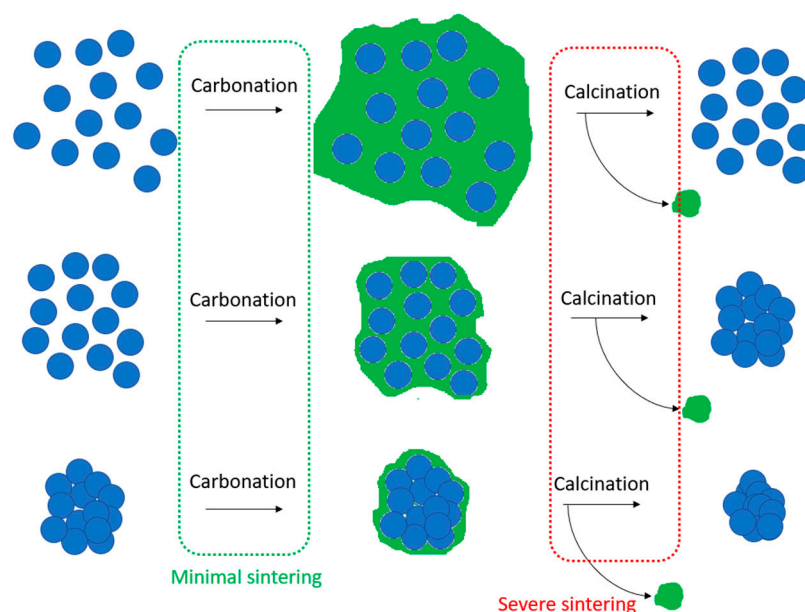 Carbonation
Calcination
Carbonation
Calcination
Carbonation
Calcination
Minimal sintering
Severe sintering